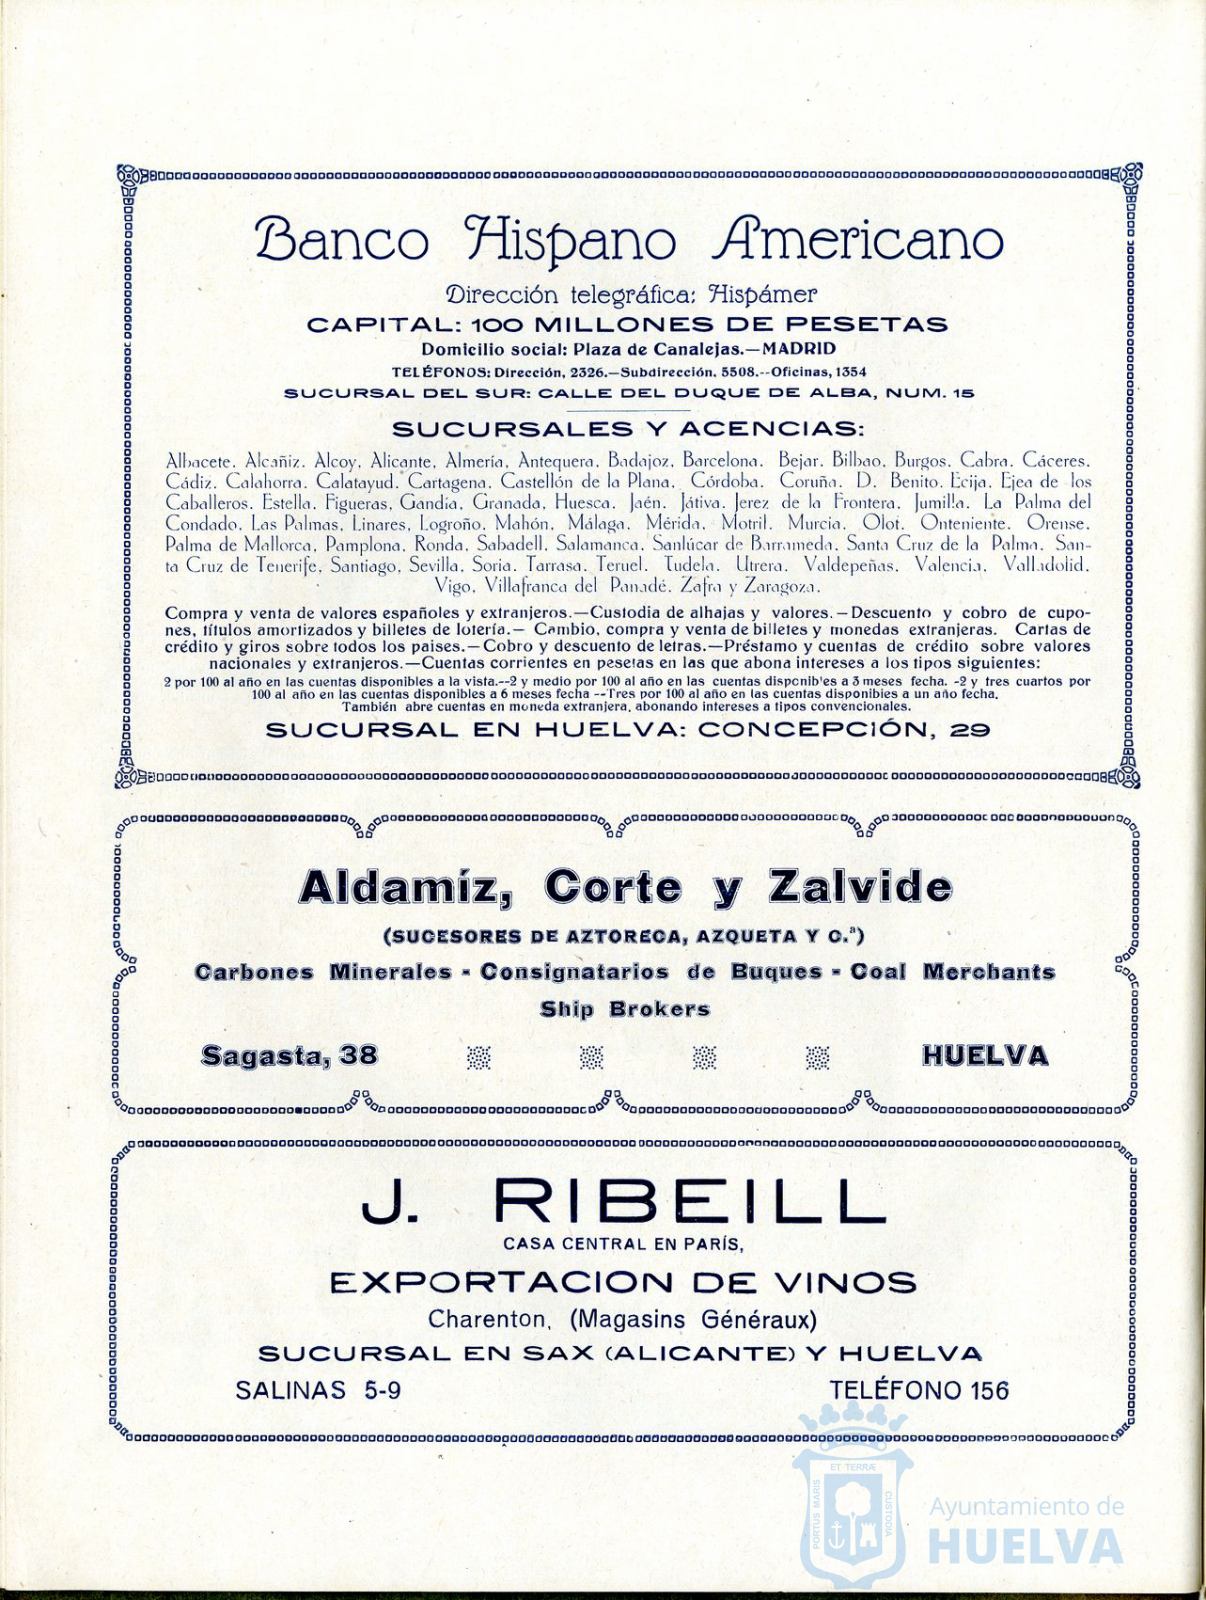 Banco Hispano Americano
Dirección telegráfica: Hispámer
CAPITAL: 100 MILLONES DE PESETAS
Domicilio social: Plaza de Canalejas.—MADRID
TELÉFONOS: Dirección, 2326.—Subdirección, 5508.--Oficinas, 1354
SUCURSAL DEL SUR: CALLE DEL DUQUE DE ALBA, NUM. 15
SUCURSALES Y ACENCIAS:
Albacete. Alcañiz. Alcoy, Alicante, Almería, Antequera. Badajoz. Barcelona. Bejar. Bilbao. Burgos. Cabra. Cáceres.
Cádiz. Calahorra. Calatayud. Cartagena. Castellón de la Plana. Córdoba. Coruña. D. Benito. Ecija. Ejea de los
Caballeros. Estella. Figueras, Gandía, Granada, Huesca. Jaén. Játiva. Jerez de la Frontera. Jumilla. La Palma del
Condado, Las Palmas, Linares, Logroño, Mahón, Málaga. Mérida. Motril. Murcia. Olot. Onteniente. Orense.
Palma de Mallorca, Pamplona. Ronda, Sabadell, Salamanca. Sanlúcar de Barrameda. Santa Cruz de la Palma. San-
ta Cruz de Tenerife, Santiago, Sevilla, Soria. Tarrasa. Teruel. Tudela. Utrera. Valdepeñas. Valencia. Valladolid.
Vigo, Villafranca del Panadé. Zafra y Zaragoza.
Compra y venta de valores españoles y extranjeros.—Custodia de alhajas y valores.—Descuento y cobro de cupo-
nes, títulos amortizados y billetes de lotería.— Cambio, compra y venta de billetes y monedas extranjeras. Cartas de
crédito y giros sobre todos los paises.—Cobro y descuento de letras.—Préstamo y cuentas de crédito sobre valores
nacionales y extranjeros.—Cuentas corrientes en pesetas en las que abona intereses a los tipos siguientes:
2 por 100 al año en las cuentas disponibles a la vista.--2 y medio por 100 al año en las cuentas disponib'es a 3 meses fecha. -2 y tres cuartos por
100 al año en las cuentas disponibles a 6 meses fecha --Tres por 100 al año en las cuentas disponibles a un año fecha.
También abre cuentas en moneda extranjera, abonando intereses a tipos convencionales.
SUCURSAL EN HUELVA: CONCEPCIÓN, 29
Aldamíz, Corte y Zalvide
(SUCESORES DE AZTORECA, AZQUETA Y C.ª)
Carbones Minerales - Consignatarios de Buques - Coal Merchants
Ship Brokers
Sagasta, 38 HUELVA
J. RIBEILL
CASA CENTRAL EN PARÍS,
EXPORTACION DE VINOS
Charenton, (Magasins Généraux)
SUCURSAL EN SAX (ALICANTE) Y HUELVA
SALINAS 5-9 TELÉFONO 156
PORTUS MARIS ET TERRÆ CUSTODIA
Ayuntamiento de
HUELVA